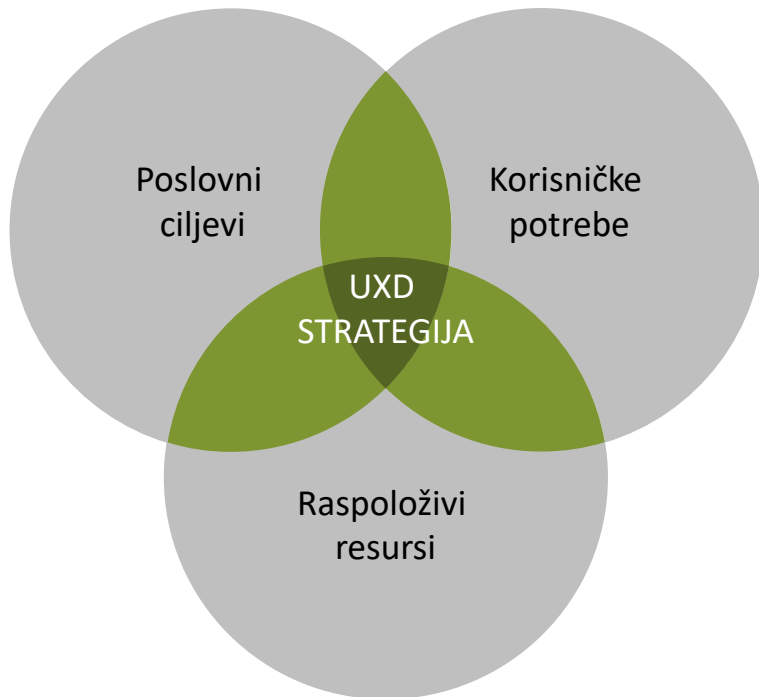 Poslovni
ciljevi
Korisničke
potrebe
UXD
STRATEGIJA
Raspoloživi
resursi